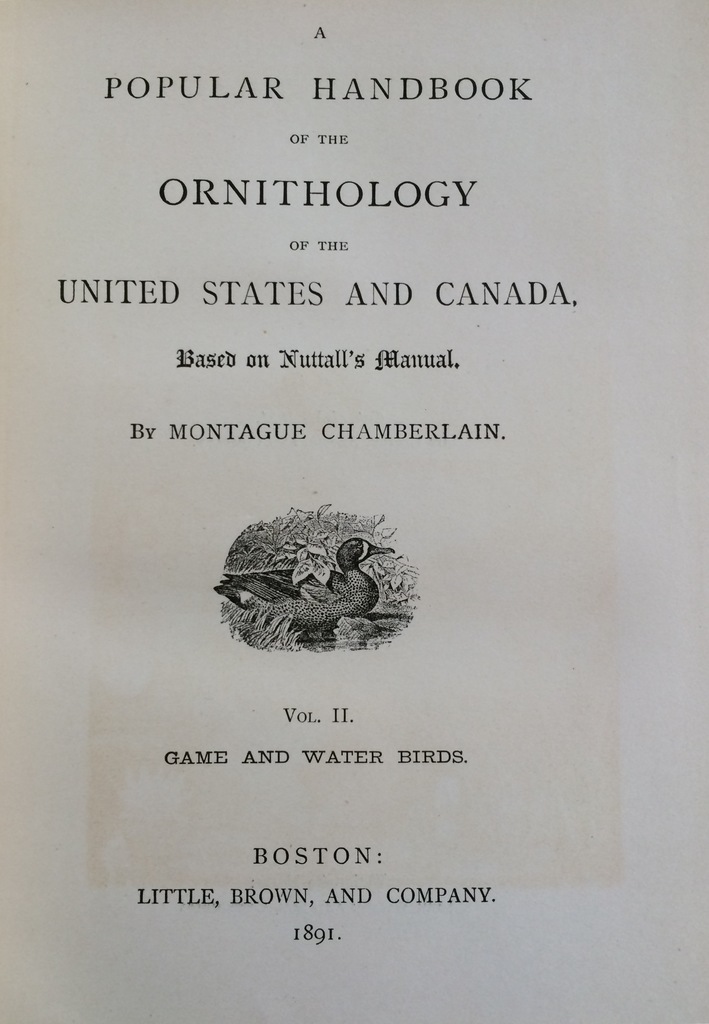 A
POPULAR HANDBOOK
OF THE
ORNITHOLOGY
OF THE
UNITED STATES AND CANADA,
Based on Nuttall's Manual.
By MONTAGUE CHAMBERLAIN.
Vol. II.
GAME AND WATER BIRDS.
BOSTON:
LITTLE, BROWN, AND COMPANY.
1891.